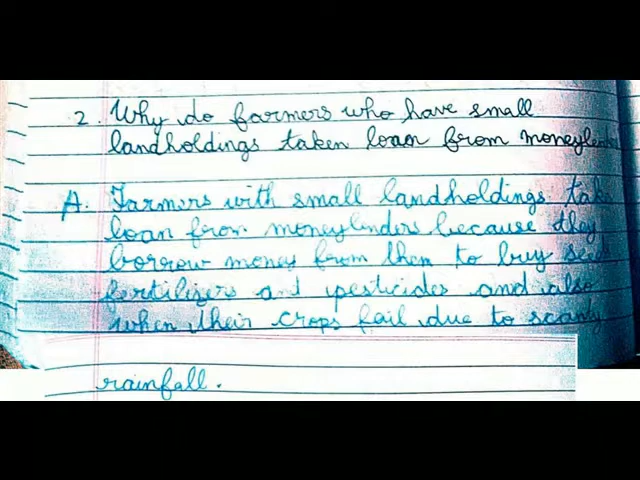 2. Why do farmers who have small
landholdings taken loan from
A. Farmers with small landholdings take
loan from moneylenders because they
borrow money from them to buy seeds
fertilizers and pesticides and also
when their crops fail due to scanty
rainfall.